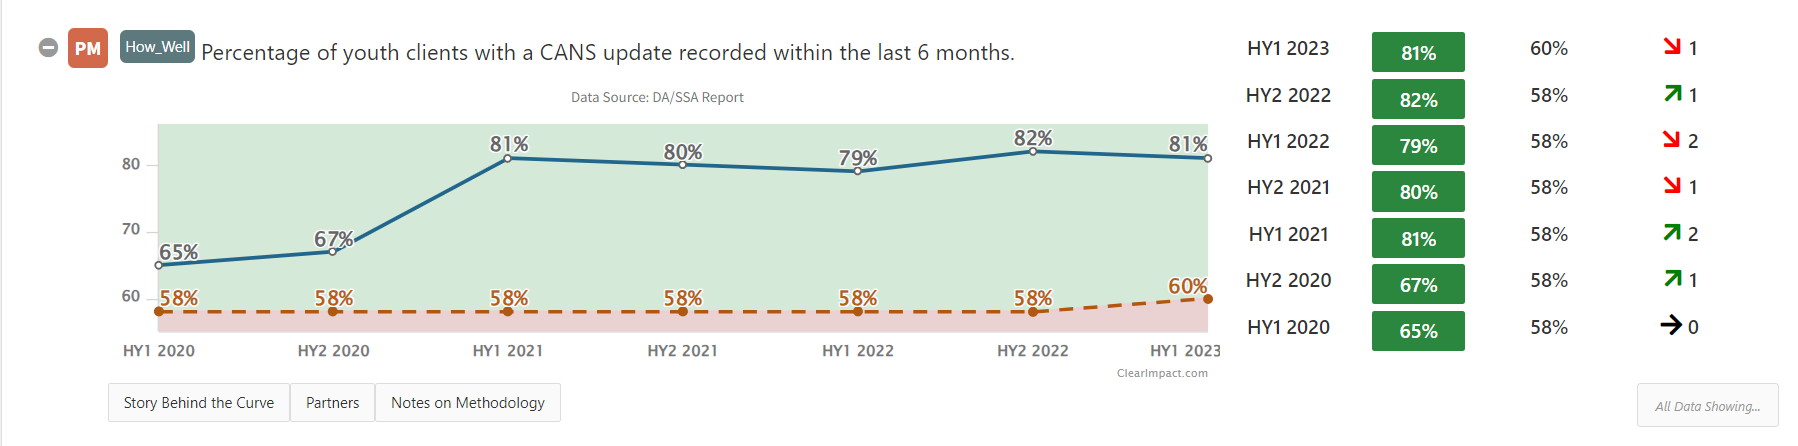 PM How_Well Percentage of youth clients with a CANS update recorded within the last 6 months.
Data Source: DA/SSA Report
80
70
60
65%
67%
81%
80%
79%
82%
81%
58%
58%
58%
58%
58%
58%
60%
HY1 2020 HY2 2020 HY1 2021 HY2 2021 HY1 2022 HY2 2022 HY1 2023
ClearImpact.com
Story Behind the Curve Partners Notes on Methodology
HY1 2023 81% 60% 1
HY2 2022 82% 58% 1
HY1 2022 79% 58% 2
HY2 2021 80% 58% 1
HY1 2021 81% 58% 2
HY2 2020 67% 58% 1
HY1 2020 65% 58% 0
All Data Showing...